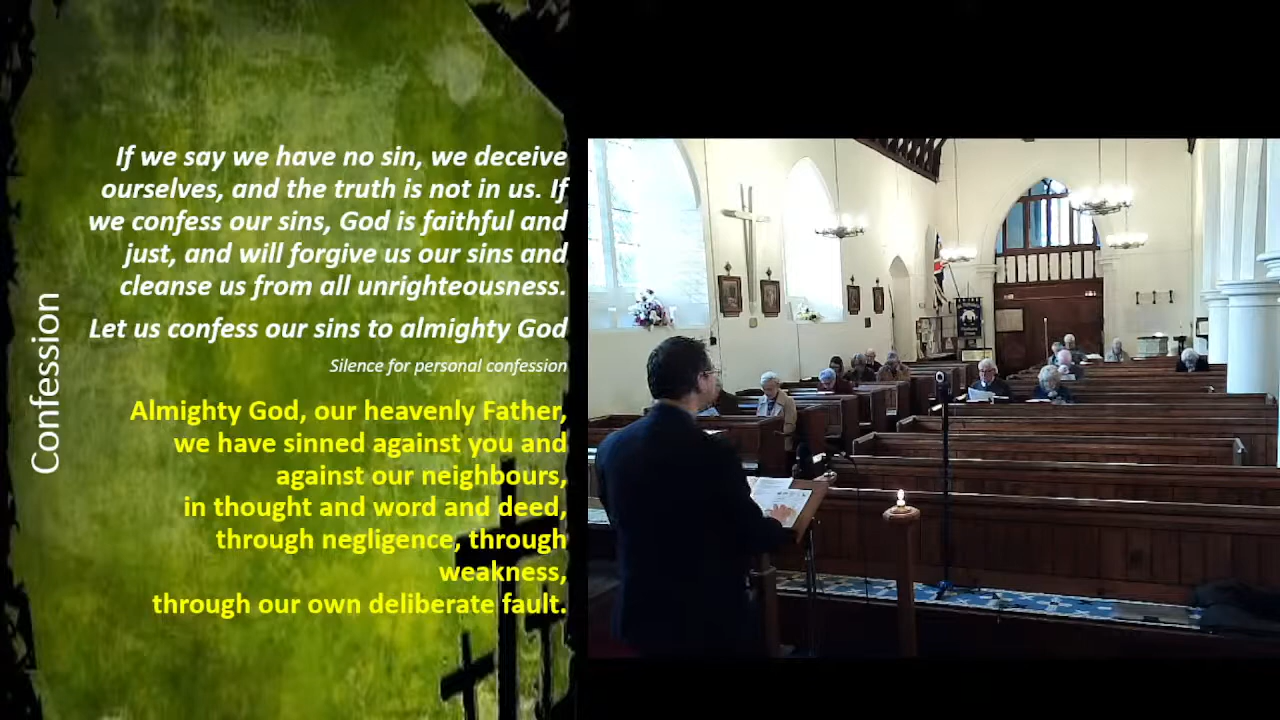 Confession
If we say we have no sin, we deceive
ourselves, and the truth is not in us. If
we confess our sins, God is faithful and
just, and will forgive us our sins and
cleanse us from all unrighteousness.
Let us confess our sins to almighty God
Silence for personal confession
Almighty God, our heavenly Father,
we have sinned against you and
against our neighbours,
in thought and word and deed,
through negligence, through
weakness,
through our own deliberate fault.